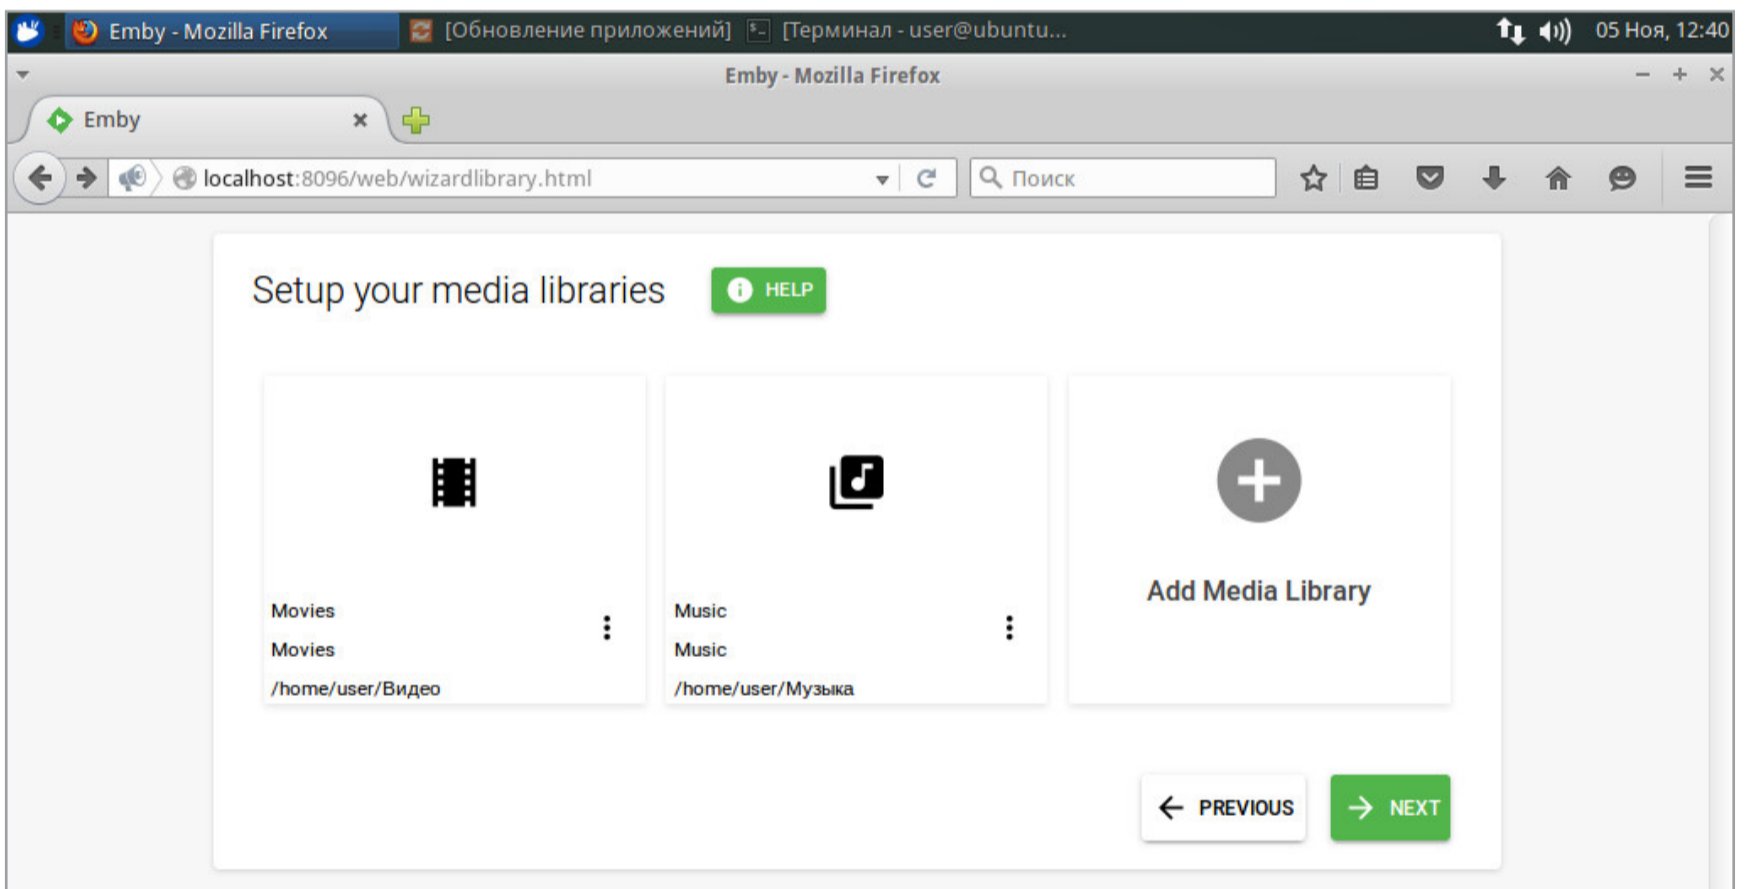 Emby - Mozilla Firefox [Обновление приложений] [Терминал - user@ubuntu... 05 Ноя, 12:40
Emby - Mozilla Firefox
Emby
localhost:8096/web/wizardlibrary.html Поиск
Setup your media libraries HELP
Add Media Library
Movies
Movies
/home/user/Видео
Music
Music
/home/user/Музыка
PREVIOUS NEXT